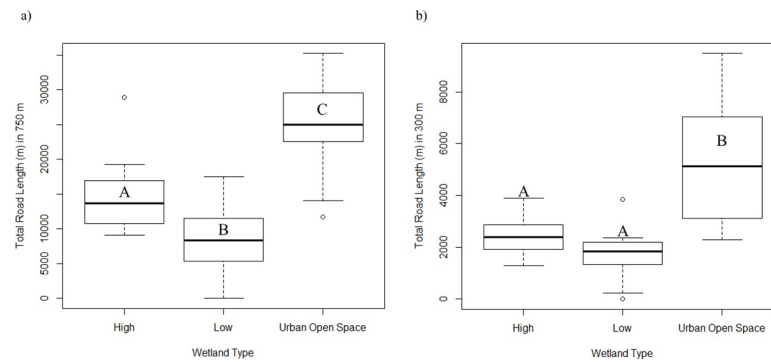 a)
Total Road Length (m) in 750 m
30000
20000
10000
5000
0
A
B
C
High
Low
Urban Open Space
Wetland Type
b)
Total Road Length (m) in 300 m
8000
6000
4000
2000
0
A
A
B
High
Low
Urban Open Space
Wetland Type